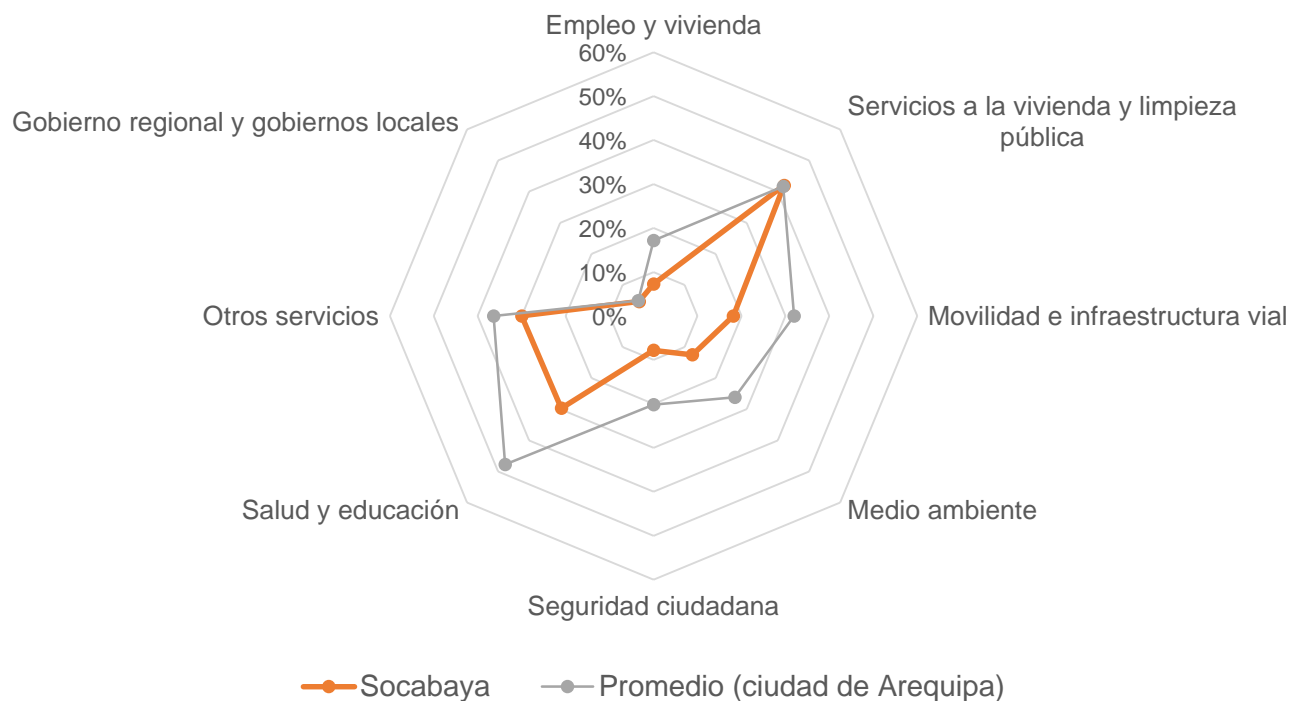 Empleo y vivienda
60%
50%
40%
30%
20%
10%
0%
Servicios a la vivienda y limpieza
pública
Movilidad e infraestructura vial
Medio ambiente
Seguridad ciudadana
Salud y educación
Otros servicios
Gobierno regional y gobiernos locales
Socabaya
Promedio (ciudad de Arequipa)